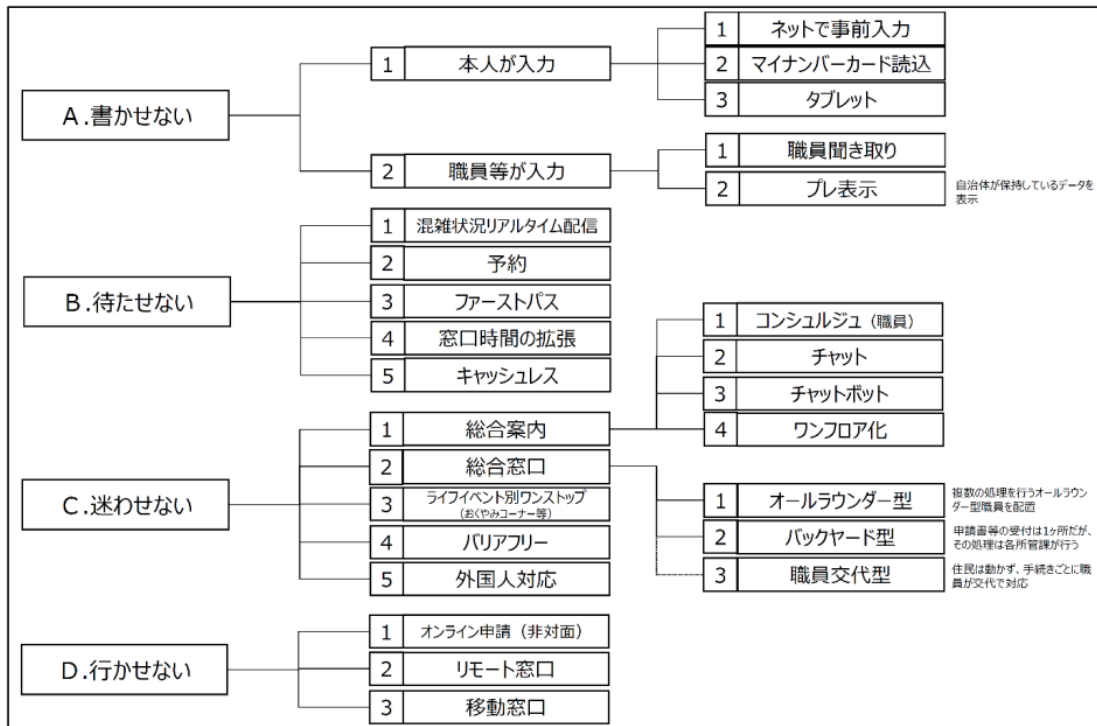 A.書かせない
1 本人が入力
1 ネットで事前入力
2 マイナンバーカード読込
3 タブレット
2 職員等が入力
1 職員聞き取り
2 プレ表示
自治体が保持しているデータを
表示
B.待たせない
1 混雑状況リアルタイム配信
2 予約
3 ファーストパス
4 窓口時間の拡張
5 キャッシュレス
C.迷わせない
1 総合案内
1 コンシュルジュ（職員）
2 チャット
3 チャットボット
4 ワンフロア化
2 総合窓口
1 オールラウンダー型
複数の処理を行うオールラウン
ダー型職員を配置
2 バックヤード型
申請書等の受付は1ヶ所だが、
その処理は各所管課が行う
3 職員交代型
住民は動かず、手続きごとに職
員が交代で対応
3 ライフイベント別ワンストップ
（おくやみコーナー等）
4 バリアフリー
5 外国人対応
D.行かせない
1 オンライン申請（非対面）
2 リモート窓口
3 移動窓口